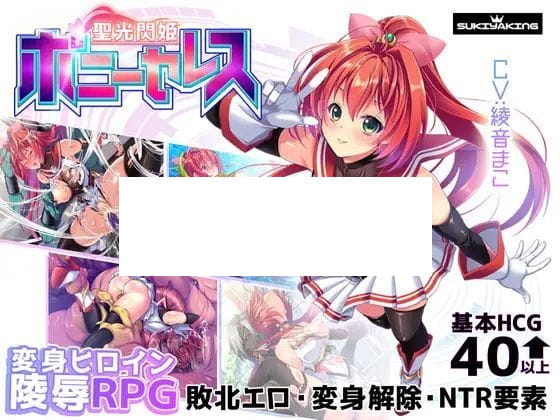 SUKIYAKING
聖光閃姫
ポニーセレス
CV:綾音まこ
変身ヒロイン
陵辱RPG
敗北エロ・変身解除・NTR要素
基本HCG
40以上